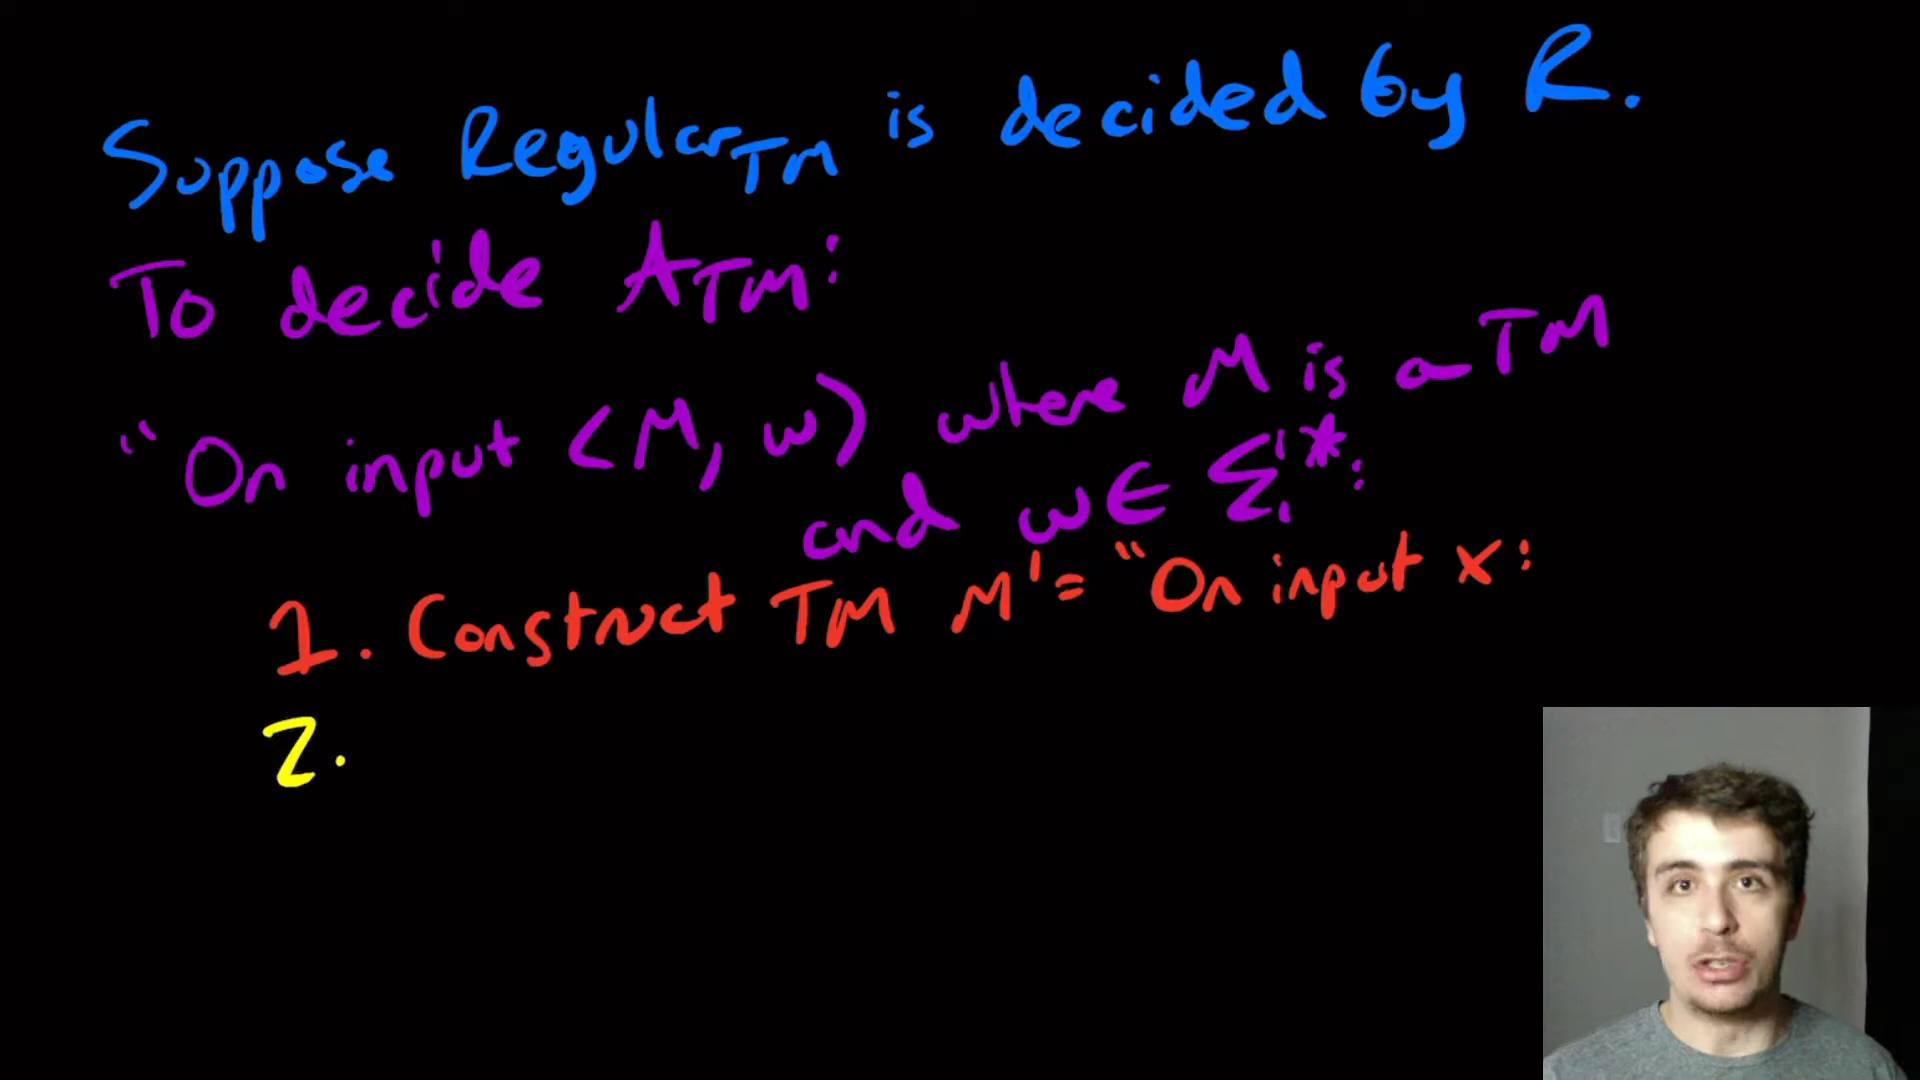 Suppose Regular_TM is decided by R.
To decide A_TM:
"On input <M, w> where M is a TM
and w ∈ Σ*:
1. Construct TM M' = "On input x:
2.